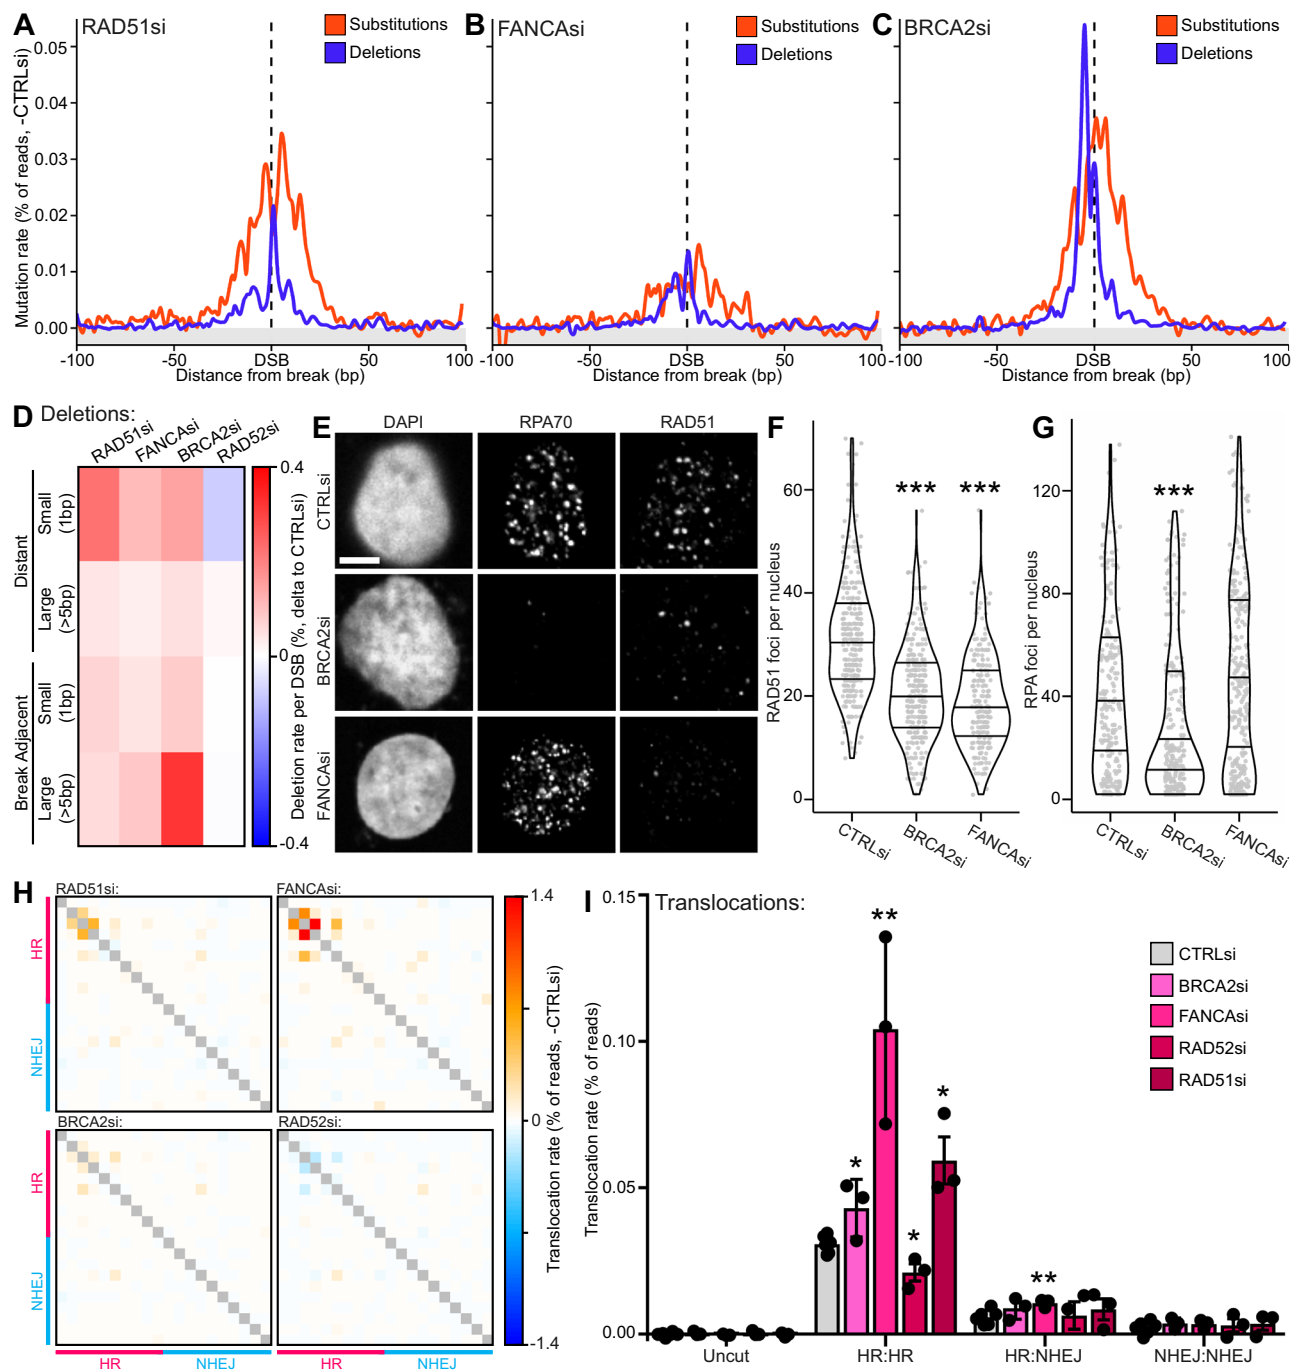 A RAD51si
Substitutions
Deletions
Mutation rate (% of reads, -CTRLsi)
0.05
0.04
0.03
0.02
0.01
0.00
-100 -50 DSB 50 100
Distance from break (bp)
B FANCAsi
Substitutions
Deletions
-100 -50 DSB 50 100
Distance from break (bp)
C BRCA2si
Substitutions
Deletions
-100 -50 DSB 50 100
Distance from break (bp)
D Deletions:
RAD51si FANCAsi BRCA2si RAD52si
Distant
Small (1bp)
Large (>5bp)
Break Adjacent
Small (1bp)
Large (>5bp)
0.4
0
-0.4
Deletion rate per DSB (%, delta to CTRLsi)
E DAPI RPA70 RAD51
CTRLsi
BRCA2si
FANCAsi
F
RAD51 foci per nucleus
60
40
20
0
*** ***
CTRLsi BRCA2si FANCAsi
G
RPA foci per nucleus
120
80
40
0
***
CTRLsi BRCA2si FANCAsi
H RAD51si: FANCAsi:
HR
NHEJ
BRCA2si: RAD52si:
HR
NHEJ
HR NHEJ HR NHEJ
1.4
0
-1.4
Translocation rate (% of reads, -CTRLsi)
I Translocations:
Translocation rate (% of reads)
0.15
0.10
0.05
0.00
* ** * * **
CTRLsi
BRCA2si
FANCAsi
RAD52si
RAD51si
Uncut HR:HR HR:NHEJ NHEJ:NHEJ